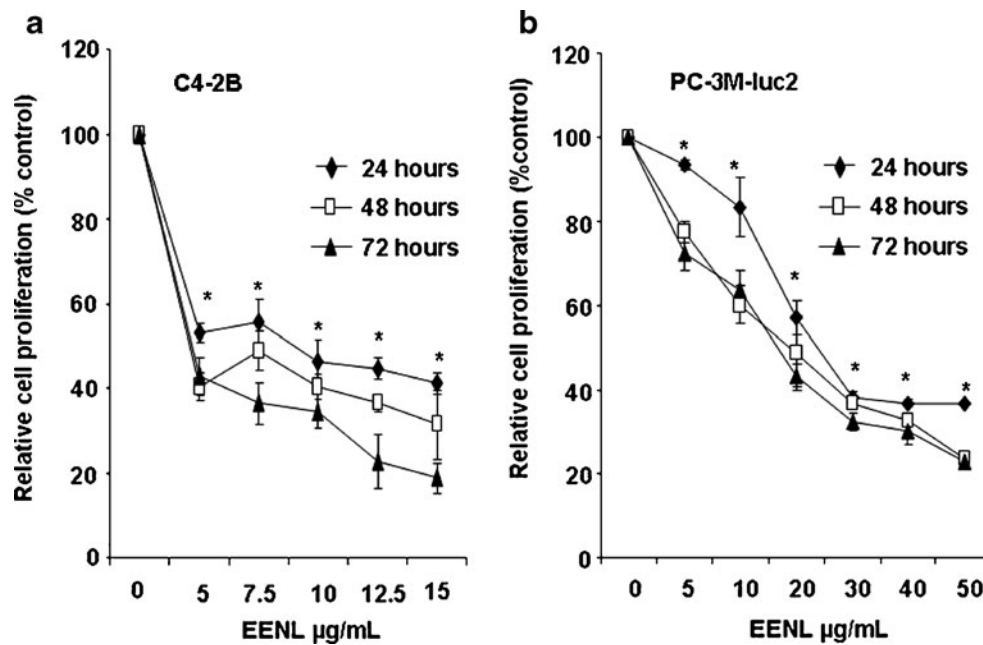 a
C4-2B
Relative cell proliferation (% control)
120
100
80
60
40
20
0
24 hours
48 hours
72 hours
*
*
*
*
*
0 5 7.5 10 12.5 15
EENL µg/mL
b
PC-3M-luc2
Relative cell proliferation (%control)
120
100
80
60
40
20
0
24 hours
48 hours
72 hours
*
*
*
*
*
*
0 5 10 20 30 40 50
EENL µg/mL